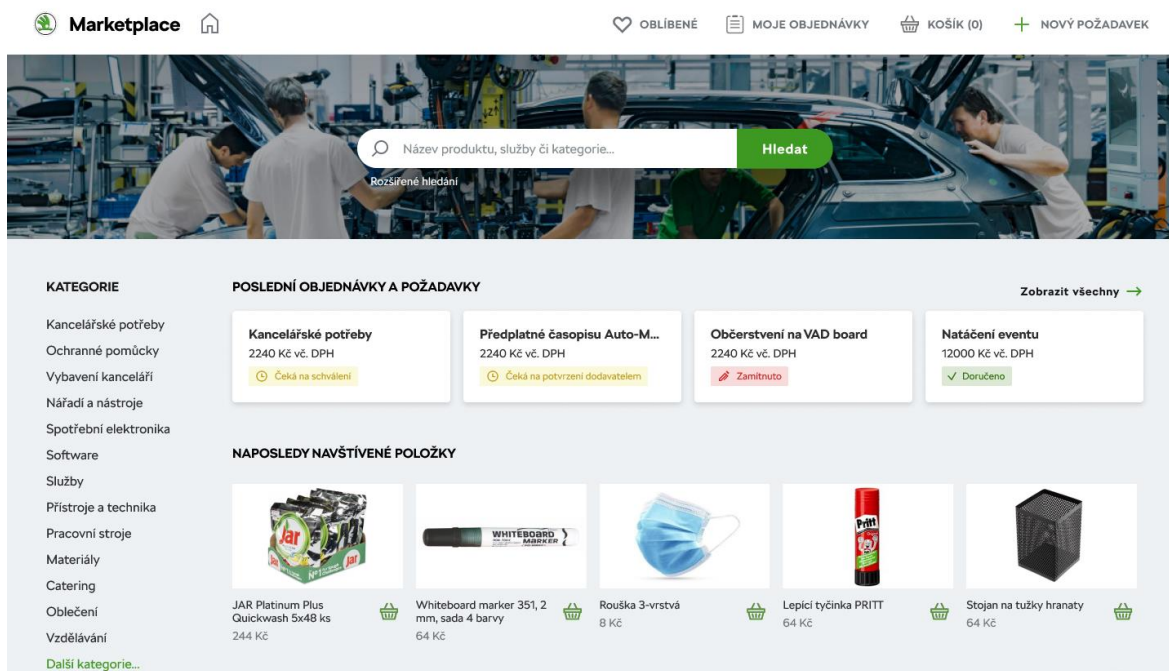 Marketplace
OBLÍBENÉ
MOJE OBJEDNÁVKY
KOŠÍK (0)
NOVÝ POŽADAVEK
Název produktu, služby či kategorie...
Hledat
Rozšířené hledání
KATEGORIE
Kancelářské potřeby
Ochranné pomůcky
Vybavení kanceláří
Nářadí a nástroje
Spotřební elektronika
Software
Služby
Přístroje a technika
Pracovní stroje
Materiály
Catering
Oblečení
Vzdělávání
Další kategorie...
POSLEDNÍ OBJEDNÁVKY A POŽADAVKY
Zobrazit všechny
Kancelářské potřeby
2240 Kč vč. DPH
Čeká na schválení
Předplatné časopisu Auto-M...
2240 Kč vč. DPH
Čeká na potvrzení dodavatelem
Občerstvení na VAD board
2240 Kč vč. DPH
Zamítnuto
Natáčení eventu
12000 Kč vč. DPH
Doručeno
NAPOSLEDY NAVŠTÍVENÉ POLOŽKY
Jar
Jar
JAR Platinum Plus
Quickwash 5x48 ks
244 Kč
WHITEBOARD
MARKER
Whiteboard marker 351, 2
mm, sada 4 barvy
64 Kč
Rouška 3-vrstvá
8 Kč
Pritt
Lepící tyčinka PRITT
64 Kč
Stojan na tužky hranatý
64 Kč